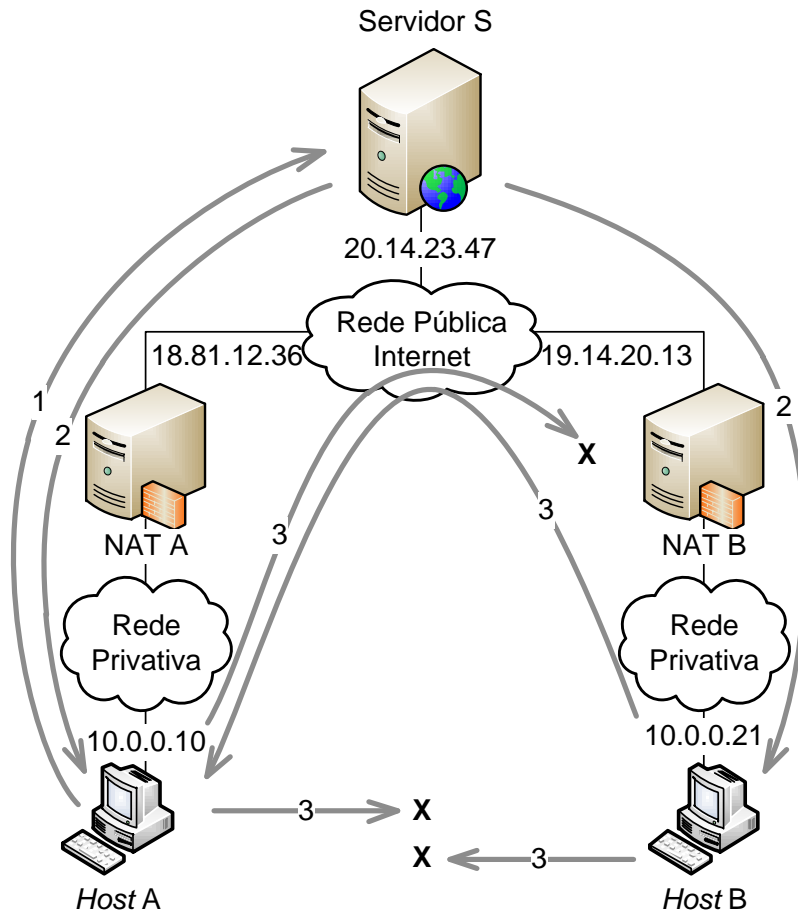 Servidor S
20.14.23.47
Rede Pública
Internet
18.81.12.36
19.14.20.13
1
2
2
X
3
3
NAT A
NAT B
Rede
Privativa
Rede
Privativa
10.0.0.10
10.0.0.21
3
X
X
3
Host A
Host B